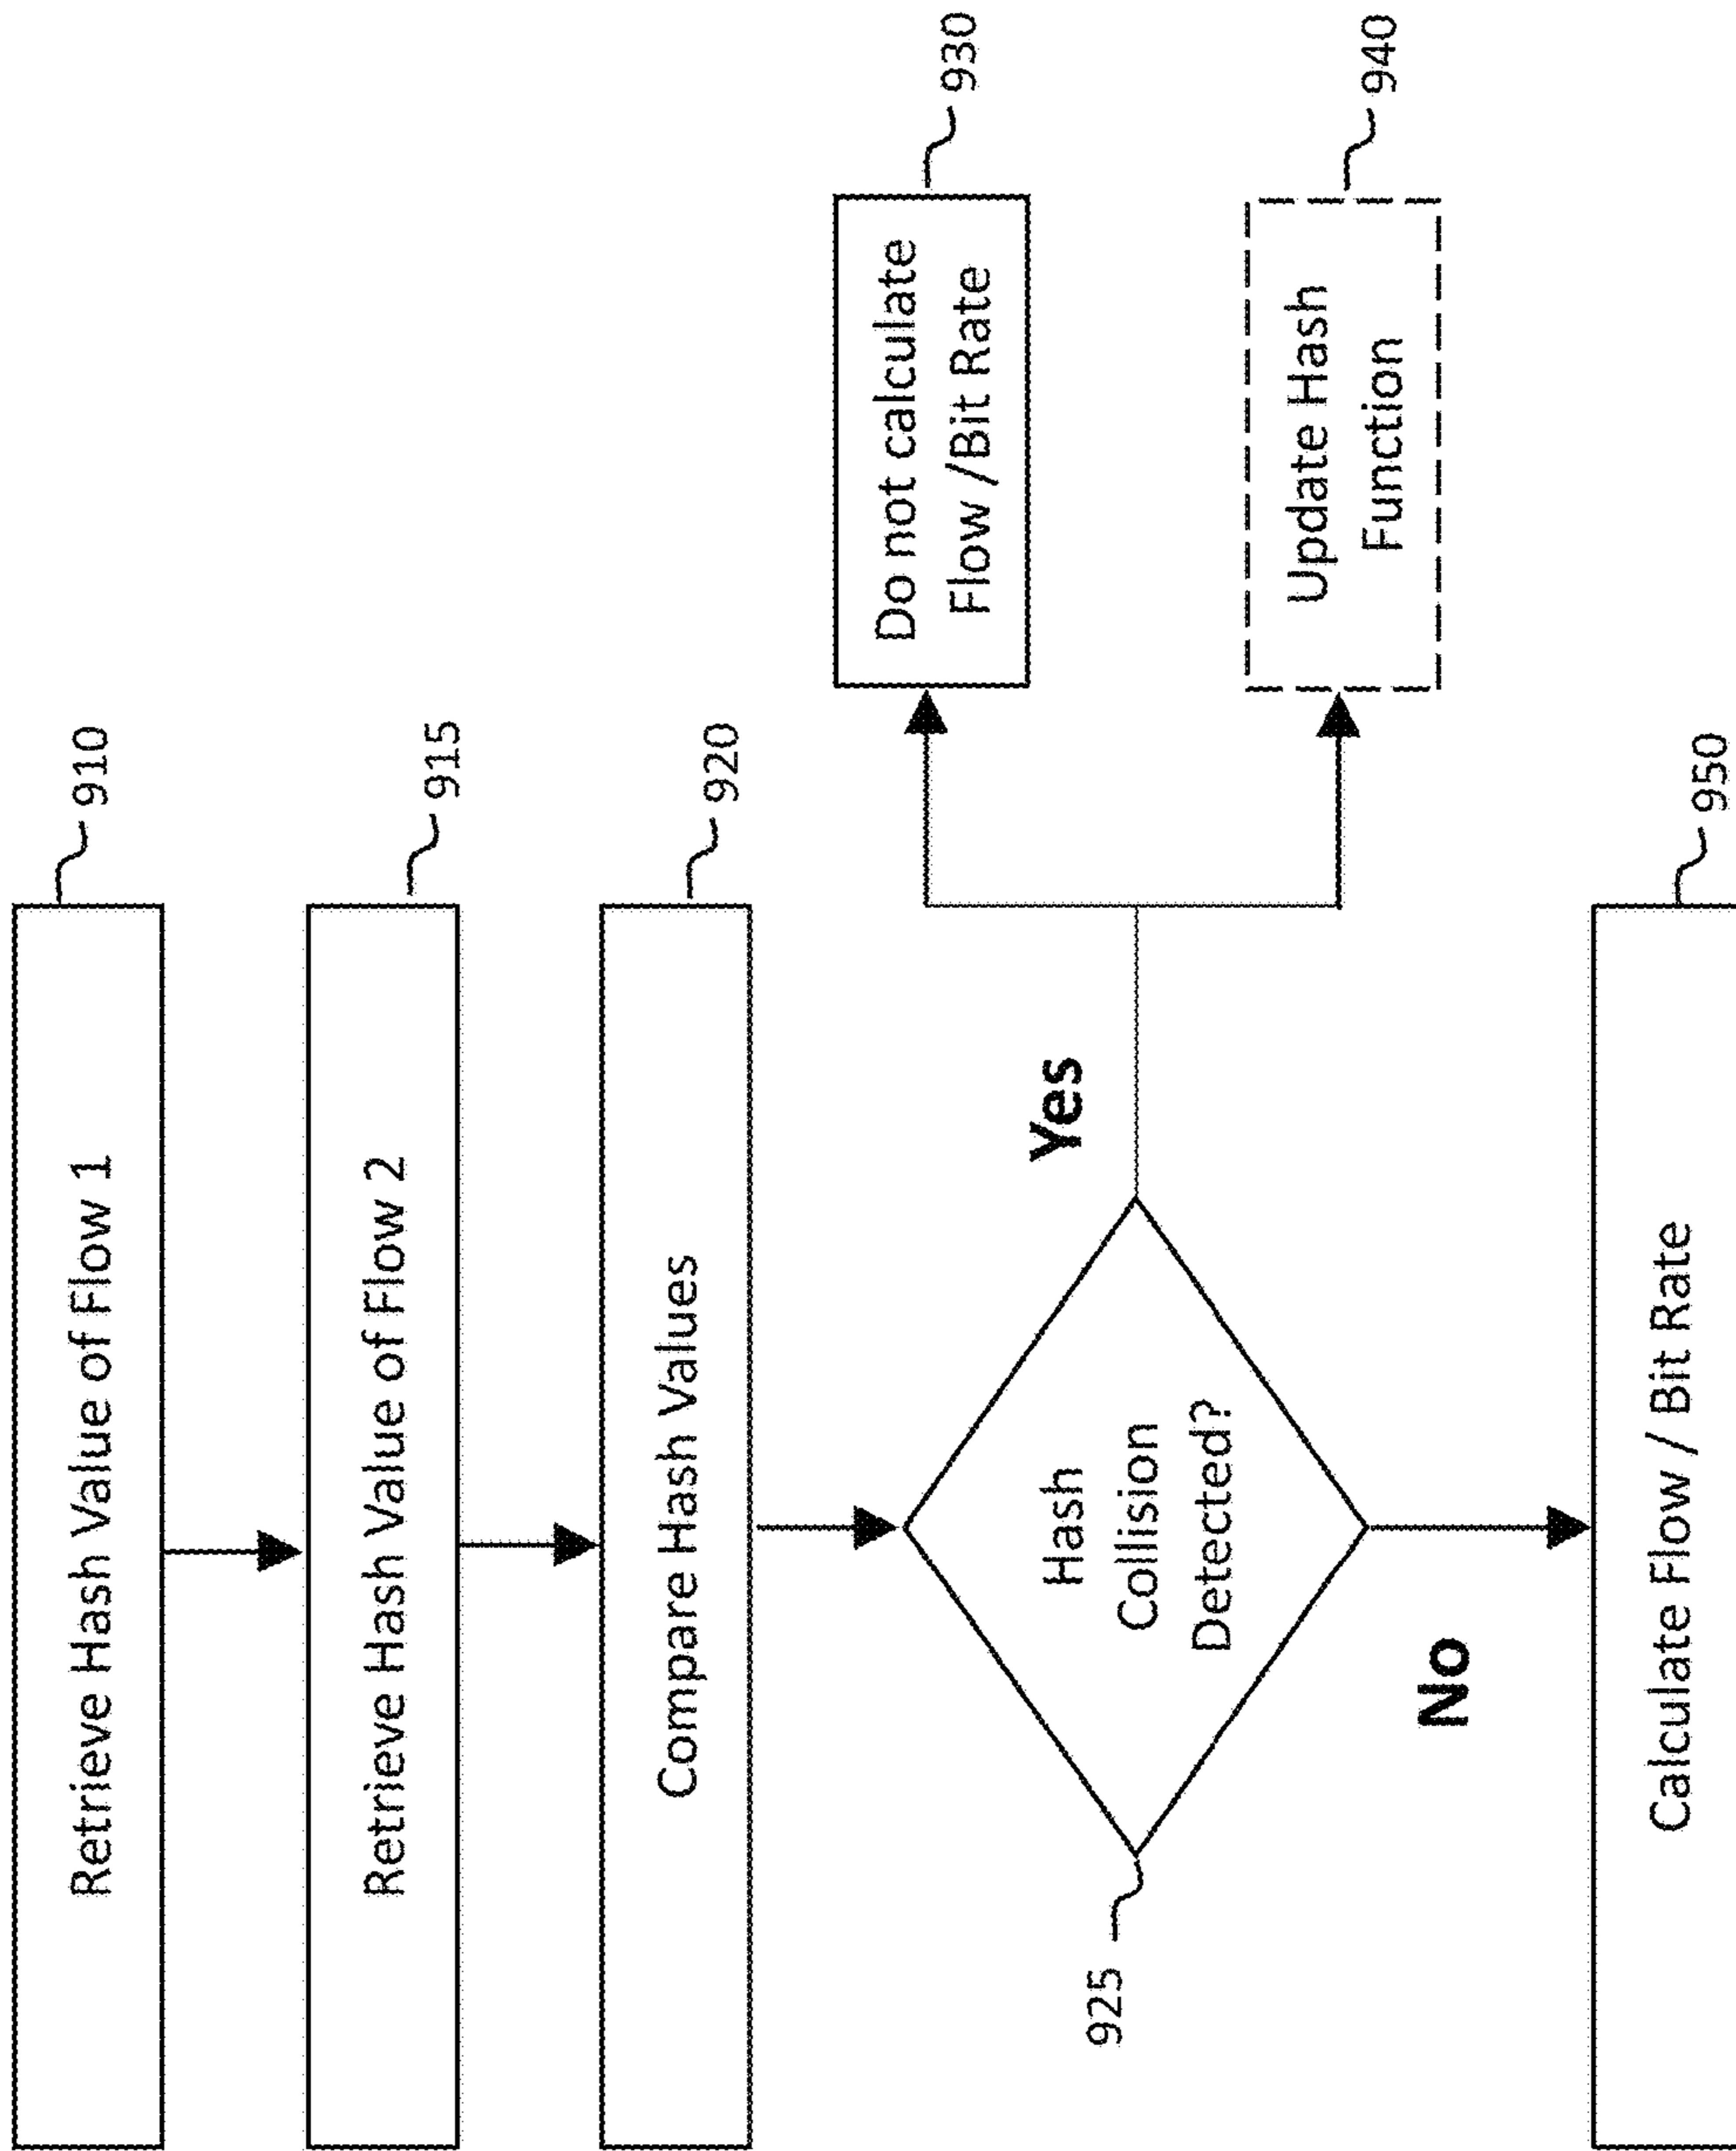 Retrieve Hash Value of Flow 1
910
Retrieve Hash Value of Flow 2
915
Compare Hash Values
920
Hash
Collision
Detected?
925
Yes
Do not calculate
Flow /Bit Rate
930
Update Hash
Function
940
No
Calculate Flow / Bit Rate
950